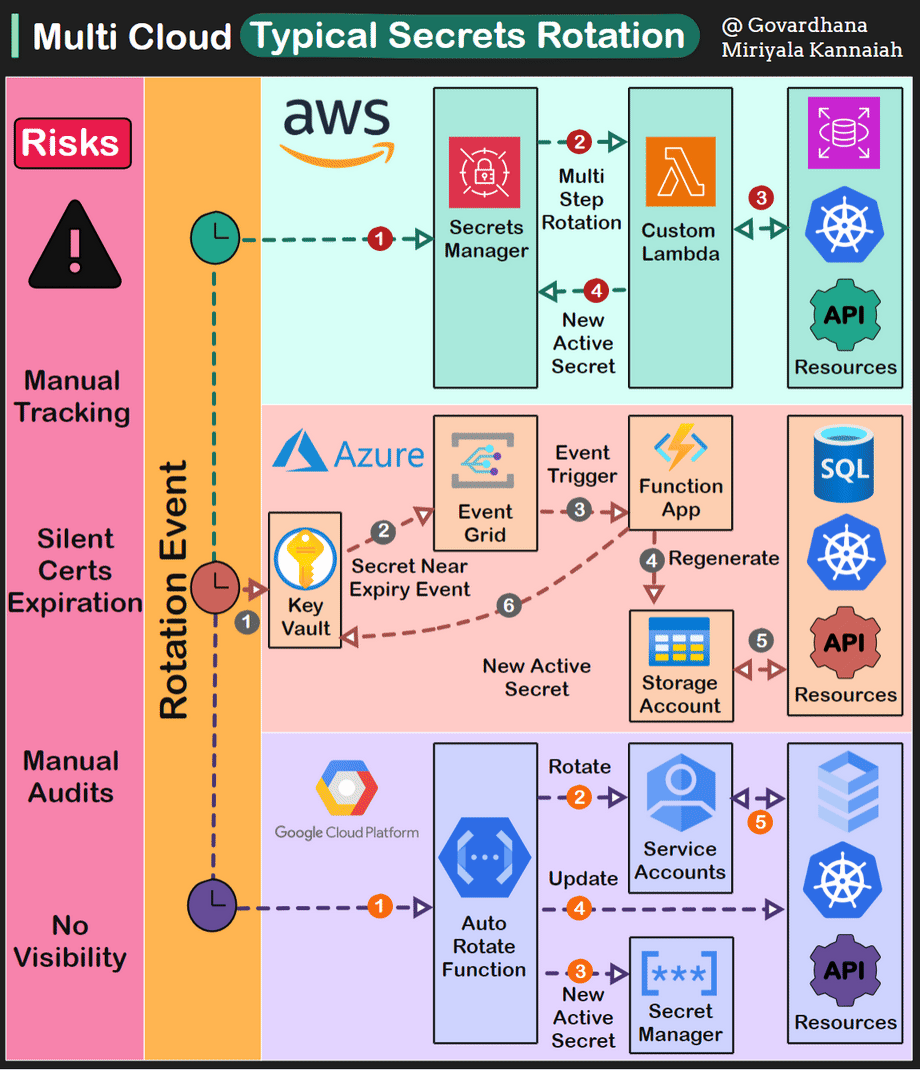 Multi Cloud Typical Secrets Rotation
@ Govardhana
Miriyala Kannaiah
Risks
Manual
Tracking
Silent
Certs
Expiration
Manual
Audits
No
Visibility
Rotation Event
aws
1
Secrets
Manager
2
Multi
Step
Rotation
Custom
Lambda
3
4
New
Active
Secret
API
Resources
Azure
1
Key
Vault
2
Secret Near
Expiry Event
Event
Grid
Event
Trigger
3
Function
App
4
Regenerate
6
New Active
Secret
Storage
Account
5
SQL
API
Resources
Google Cloud Platform
1
Auto
Rotate
Function
Rotate
2
Service
Accounts
5
Update
4
3
New
Active
Secret
[***]
Secret
Manager
API
Resources